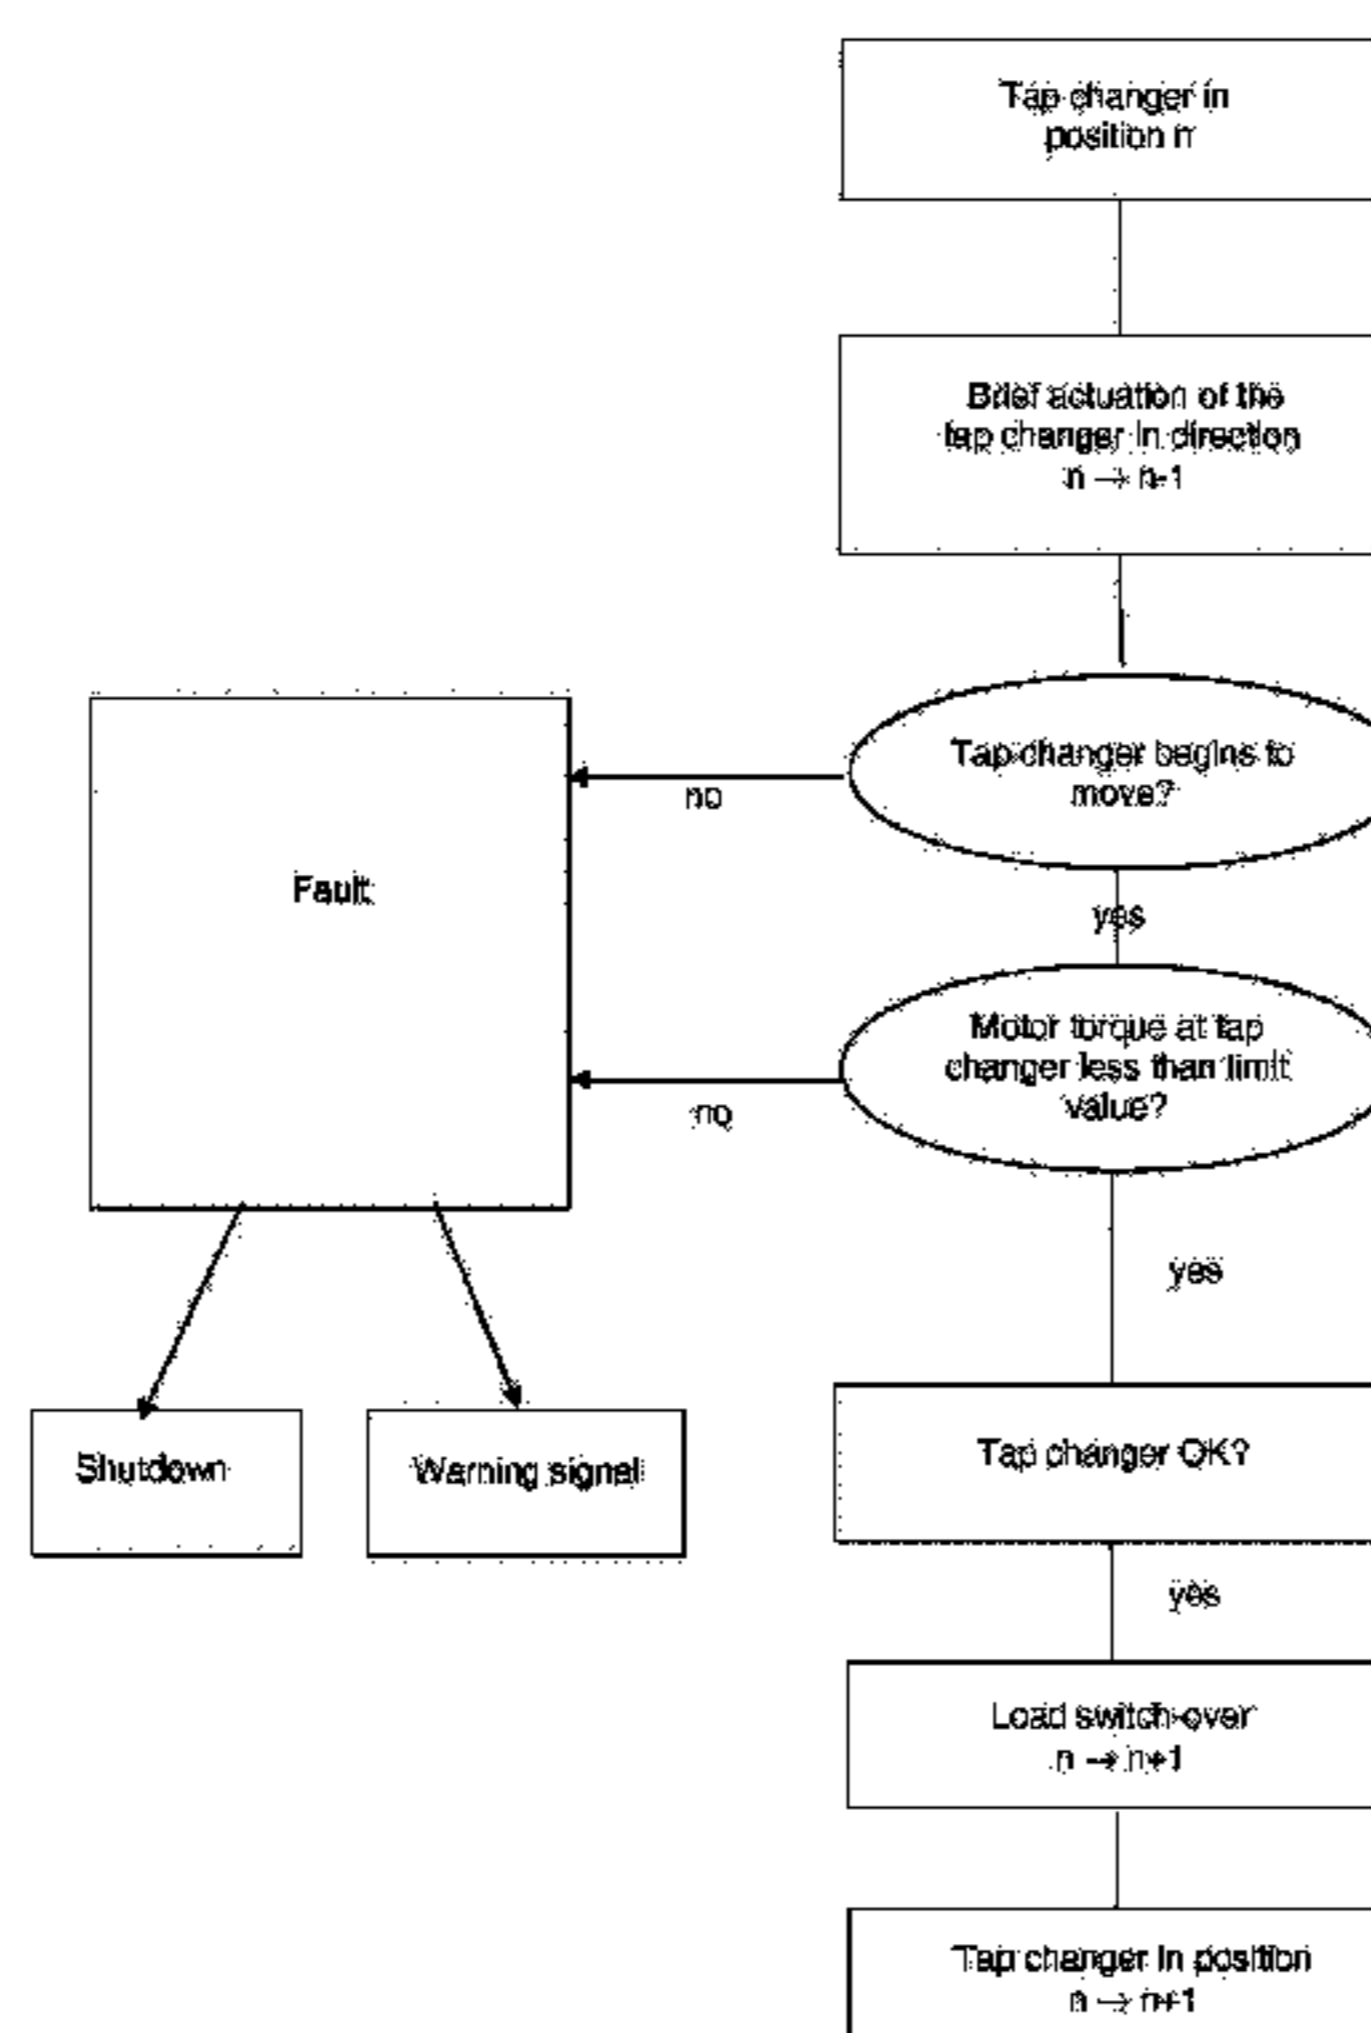 Tap changer in
position n
Brief actuation of the
tap changer in direction
n → n-1
Tap changer begins to
move?
no
Fault
yes
Motor torque at tap
changer less than limit
value?
no
yes
Shutdown
Warning signal
Tap changer OK?
yes
Load switch-over
n → n+1
Tap changer in position
n → n+1